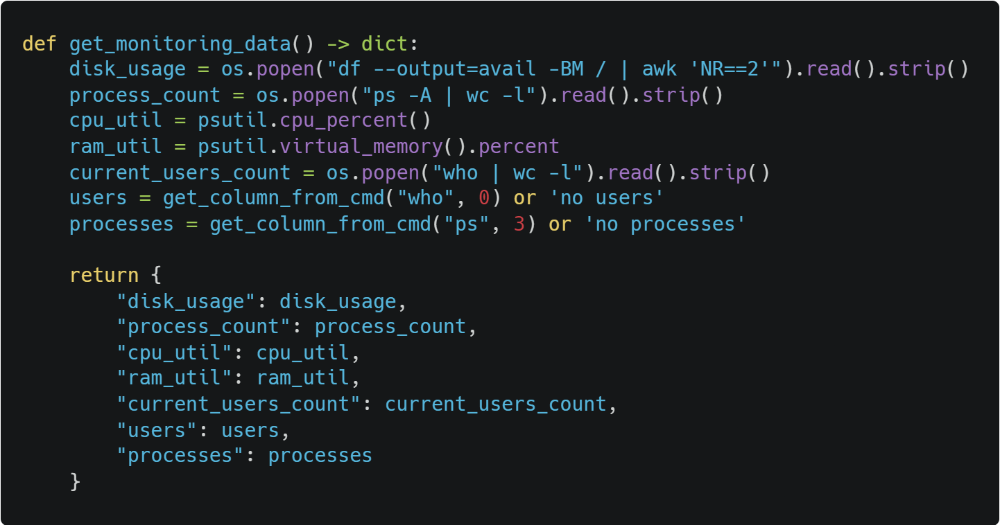 def get_monitoring_data() -> dict:
    disk_usage = os.popen("df --output=avail -BM / | awk 'NR==2'").read().strip()
    process_count = os.popen("ps -A | wc -l").read().strip()
    cpu_util = psutil.cpu_percent()
    ram_util = psutil.virtual_memory().percent
    current_users_count = os.popen("who | wc -l").read().strip()
    users = get_column_from_cmd("who", 0) or 'no users'
    processes = get_column_from_cmd("ps", 3) or 'no processes'

    return {
        "disk_usage": disk_usage,
        "process_count": process_count,
        "cpu_util": cpu_util,
        "ram_util": ram_util,
        "current_users_count": current_users_count,
        "users": users,
        "processes": processes
    }